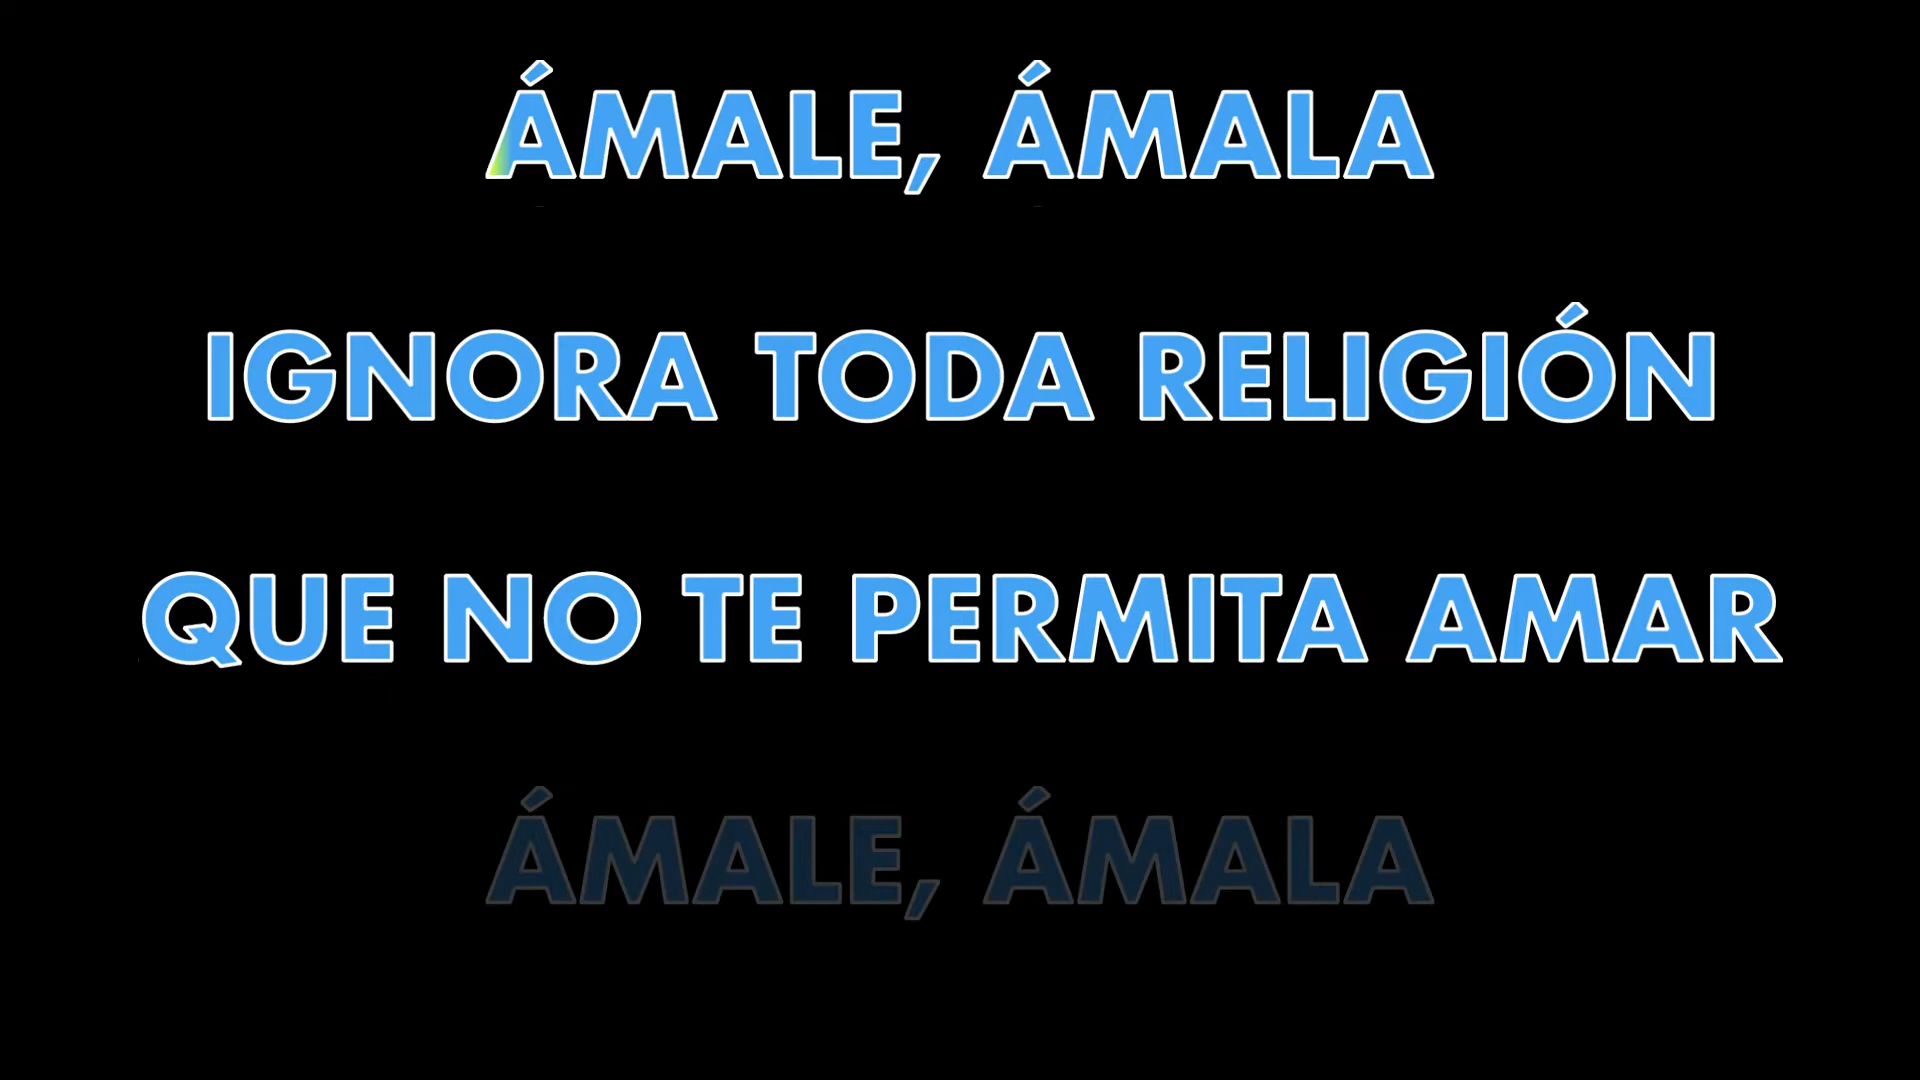 ÁMALE, ÁMALA
IGNORA TODA RELIGIÓN
QUE NO TE PERMITA AMAR
ÁMALE, ÁMALA